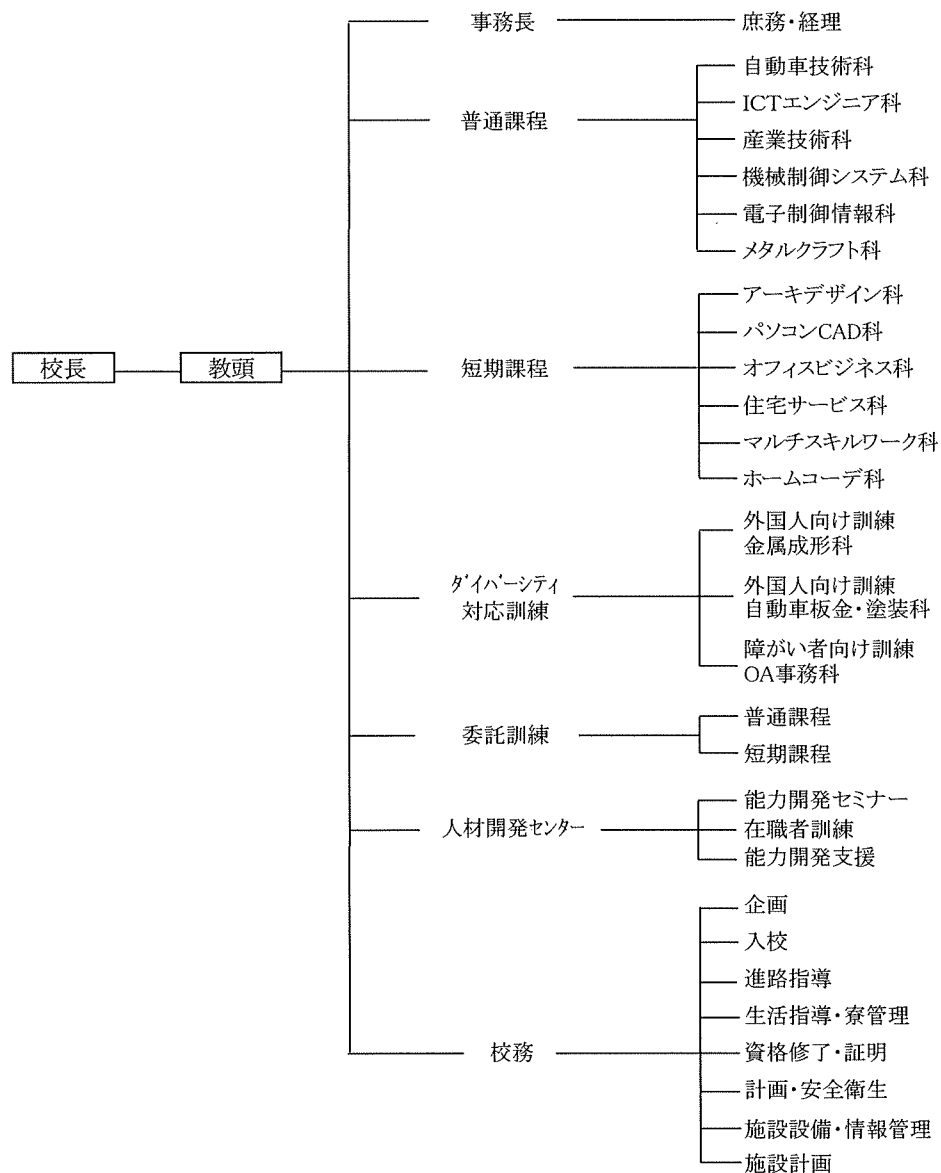 校長
教頭
事務長
庶務・経理
普通課程
自動車技術科
ICTエンジニア科
産業技術科
機械制御システム科
電子制御情報科
メタルクラフト科
短期課程
アーキデザイン科
パソコンCAD科
オフィスビジネス科
住宅サービス科
マルチスキルワーク科
ホームコーデ科
ダイバーシティ
対応訓練
外国人向け訓練
金属成形科
外国人向け訓練
自動車板金・塗装科
障がい者向け訓練
OA事務科
委託訓練
普通課程
短期課程
人材開発センター
能力開発セミナー
在職者訓練
能力開発支援
校務
企画
入校
進路指導
生活指導・寮管理
資格修了・証明
計画・安全衛生
施設設備・情報管理
施設計画